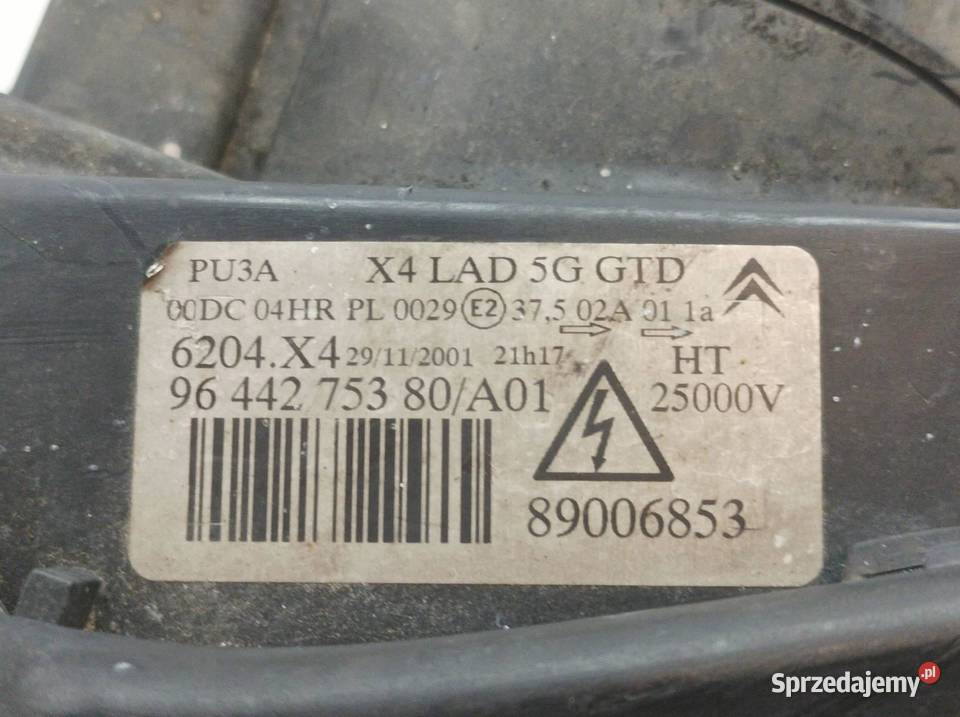 PU3A X4 LAD 5G GTD
00DC 04HR PL 0029 E2 37,5 02A 01 1a
6204.X4 29/11/2001 21h17 HT
96 442 753 80/A01 25000V
89006853
Sprzedajemy.pl